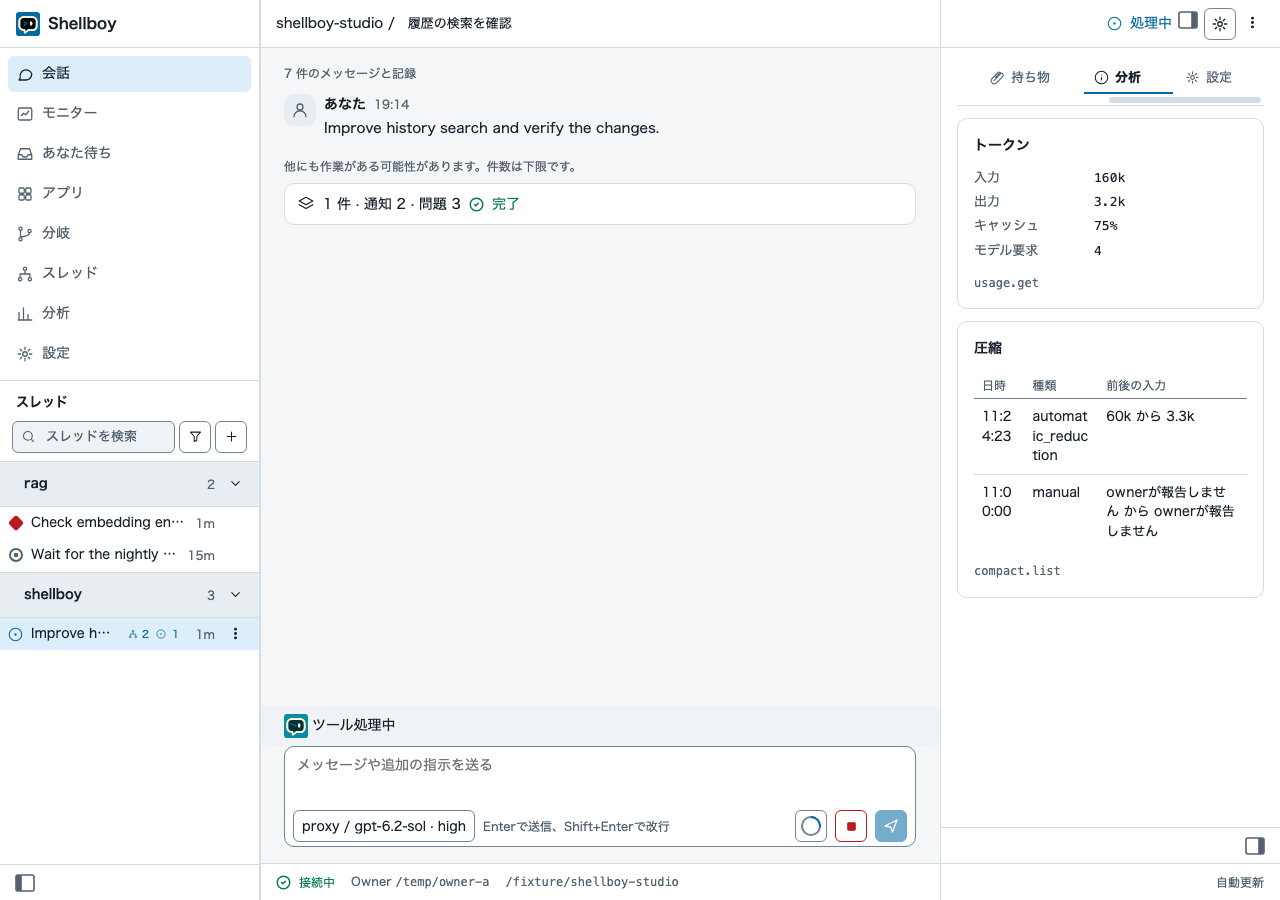 Shellboy
会話
モニター
あなた待ち
アプリ
分岐
スレッド
分析
設定
スレッド
スレッドを検索
rag 2
Check embedding en… 1m
Wait for the nightly … 15m
shellboy 3
Improve h… 2 1 1m
shellboy-studio / 履歴の検索を確認
処理中
7 件のメッセージと記録
あなた 19:14
Improve history search and verify the changes.
他にも作業がある可能性があります。件数は下限です。
1 件 · 通知 2 · 問題 3 完了
ツール処理中
メッセージや追加の指示を送る
proxy / gpt-6.2-sol · high Enterで送信、Shift+Enterで改行
接続中 Owner /temp/owner-a /fixture/shellboy-studio
持ち物 分析 設定
トークン
入力 160k
出力 3.2k
キャッシュ 75%
モデル要求 4
usage.get
圧縮
日時 種類 前後の入力
11:2 automat 60k から 3.3k
4:23 ic_reduc
tion
11:0 manual ownerが報告しませ
0:00 ん から ownerが報告
しません
compact.list
自動更新